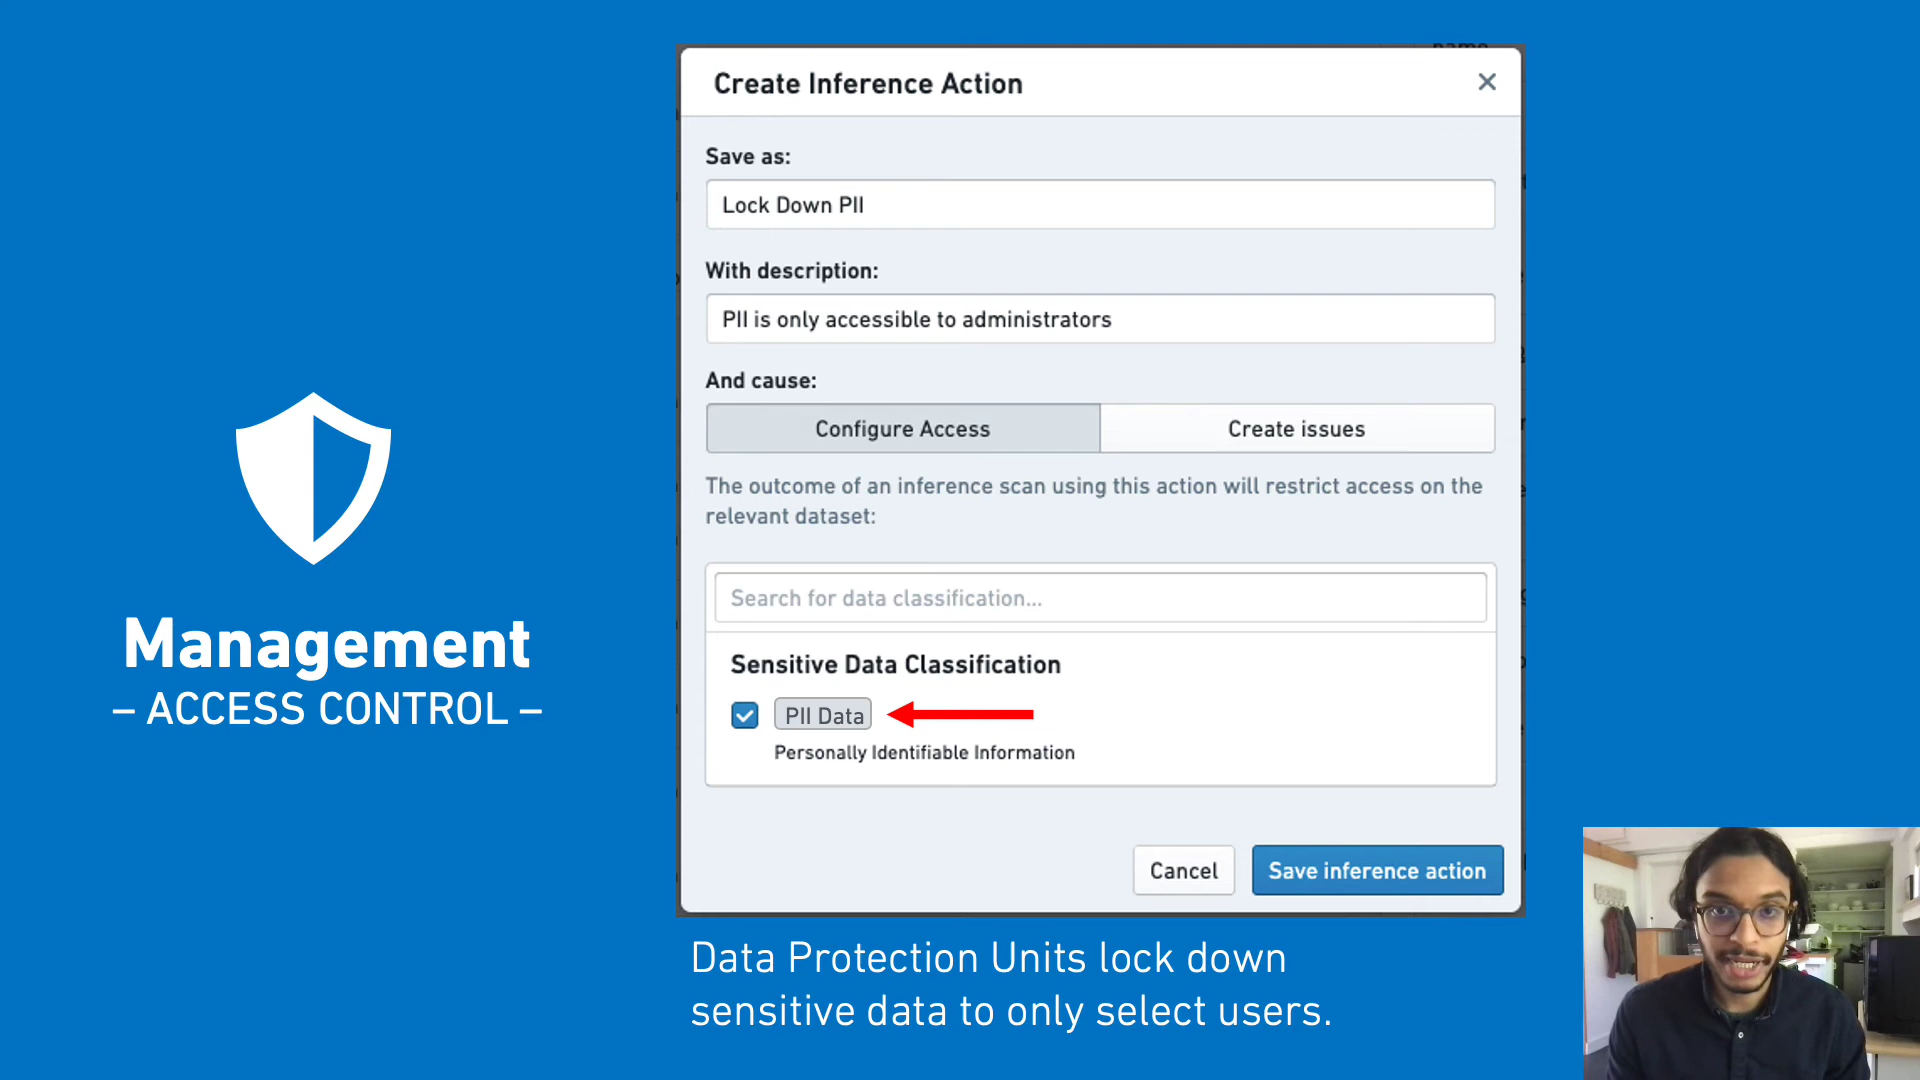 Management
– ACCESS CONTROL –
name
Create Inference Action
Save as:
Lock Down PII
With description:
PII is only accessible to administrators
And cause:
Configure Access
Create issues
The outcome of an inference scan using this action will restrict access on the
relevant dataset:
Search for data classification...
Sensitive Data Classification
PII Data
Personally Identifiable Information
Cancel
Save inference action
Data Protection Units lock down
sensitive data to only select users.